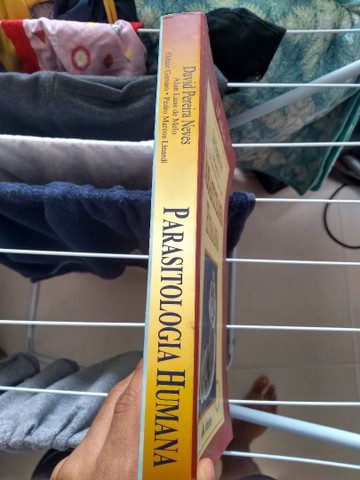 David Pereira Neves
Alan Lane de Melo
Odair Genaro • Pedro Marcos Linardi
PARASITOLOGIA HUMANA